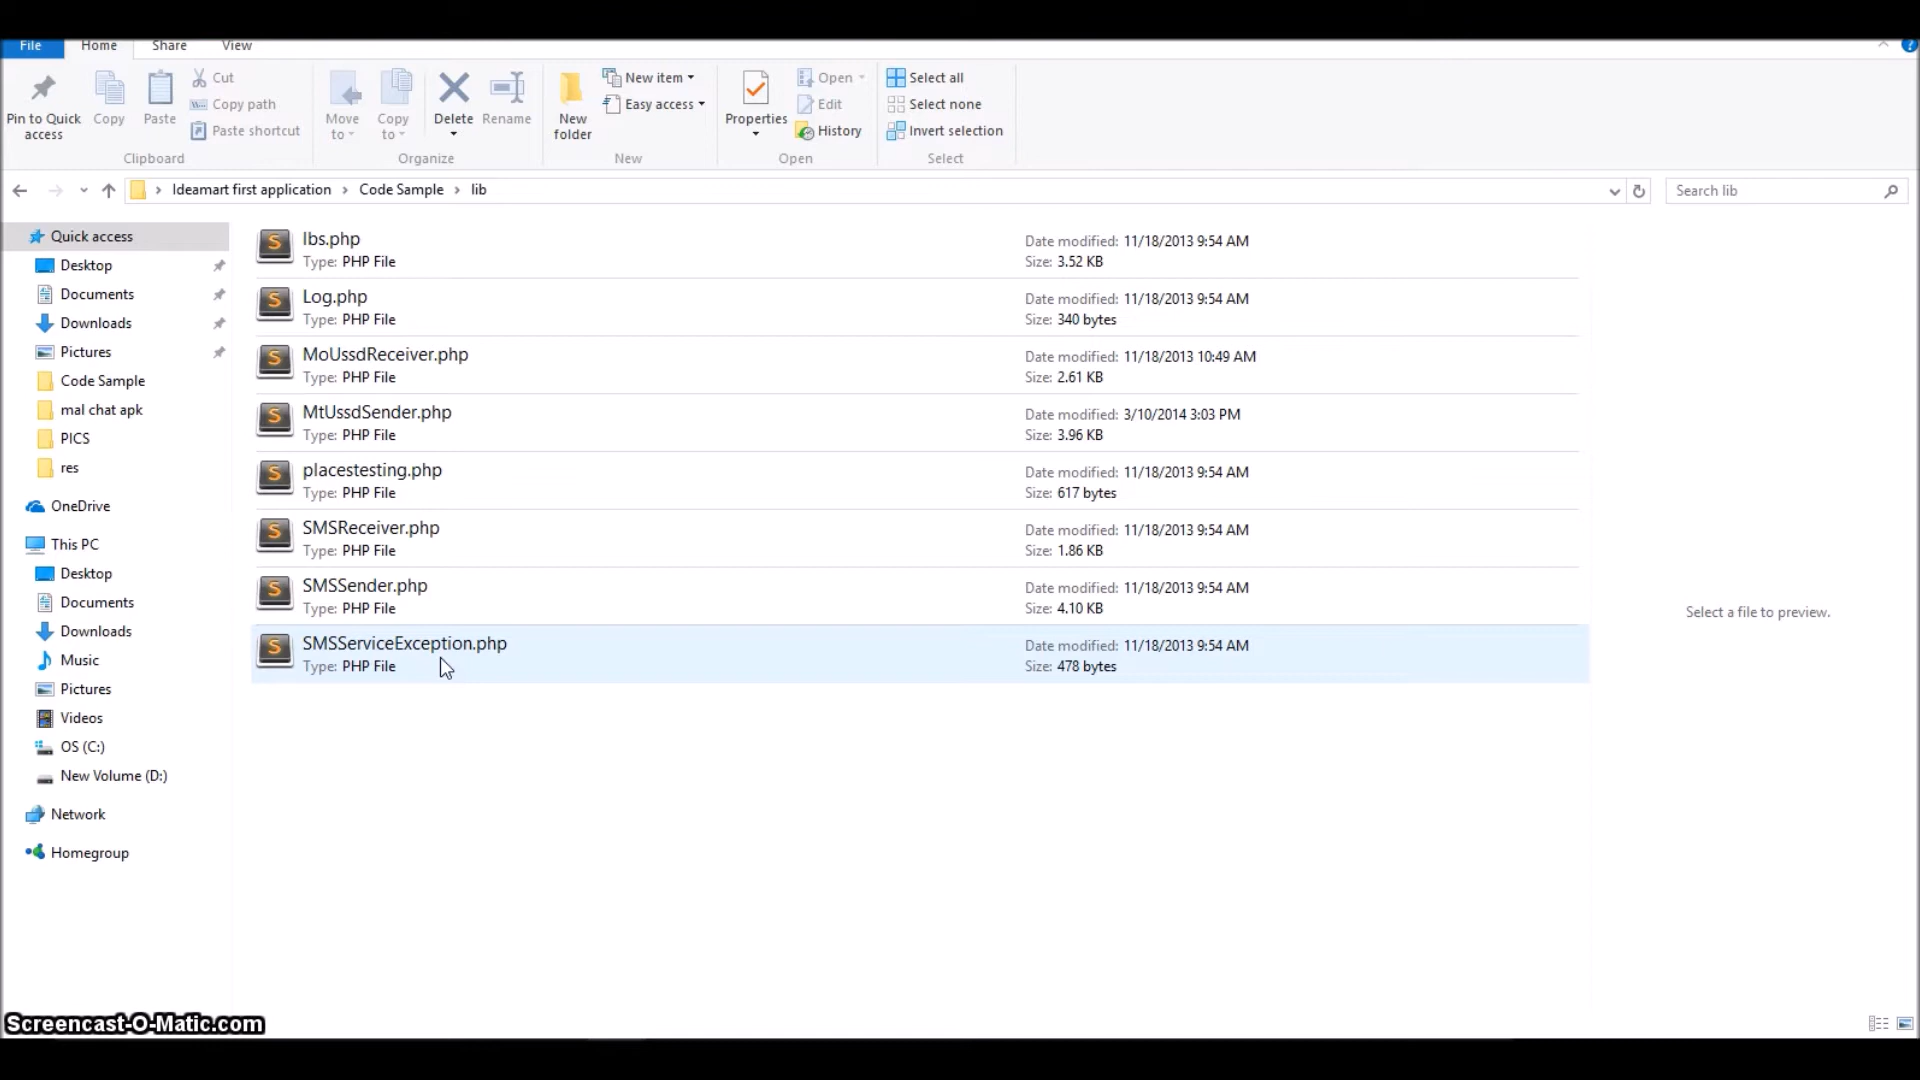 File Home Share View
Pin to Quick access
Copy
Paste
Cut
Copy path
Paste shortcut
Clipboard
Move to
Copy to
Delete
Rename
Organize
New folder
New item
Easy access
New
Properties
Open
Edit
History
Open
Select all
Select none
Invert selection
Select
Ideamart first application > Code Sample > lib
Search lib
Quick access
Desktop
Documents
Downloads
Pictures
Code Sample
mal chat apk
PICS
res
OneDrive
This PC
Desktop
Documents
Downloads
Music
Pictures
Videos
OS (C:)
New Volume (D:)
Network
Homegroup
lbs.php
Type: PHP File
Date modified: 11/18/2013 9:54 AM
Size: 3.52 KB
Log.php
Type: PHP File
Date modified: 11/18/2013 9:54 AM
Size: 340 bytes
MoUssdReceiver.php
Type: PHP File
Date modified: 11/18/2013 10:49 AM
Size: 2.61 KB
MtUssdSender.php
Type: PHP File
Date modified: 3/10/2014 3:03 PM
Size: 3.96 KB
placestesting.php
Type: PHP File
Date modified: 11/18/2013 9:54 AM
Size: 617 bytes
SMSReceiver.php
Type: PHP File
Date modified: 11/18/2013 9:54 AM
Size: 1.86 KB
SMSSender.php
Type: PHP File
Date modified: 11/18/2013 9:54 AM
Size: 4.10 KB
SMSServiceException.php
Type: PHP File
Date modified: 11/18/2013 9:54 AM
Size: 478 bytes
Select a file to preview.
Screencast-O-Matic.com